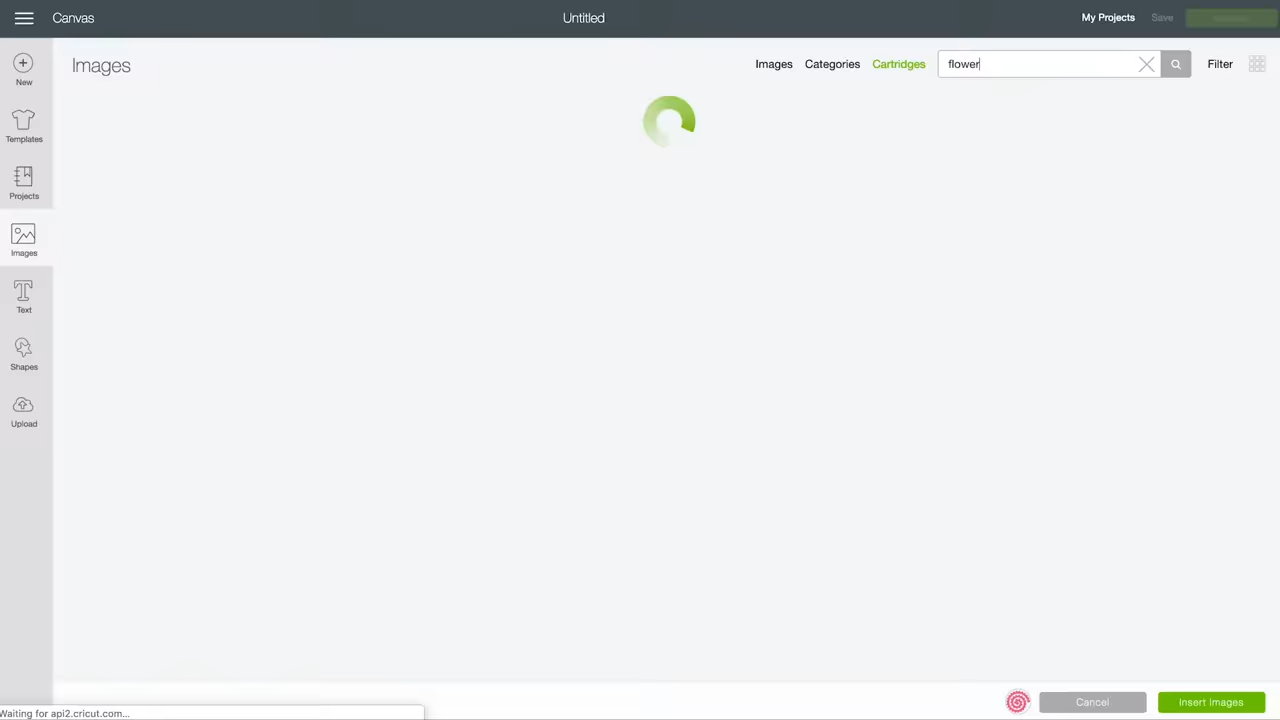 Canvas
Untitled
My Projects
Save
Images
Images
Categories
Cartridges
flower
Filter
New
Templates
Projects
Images
Text
Shapes
Upload
Cancel
Insert Images
Waiting for api2.cricut.com...